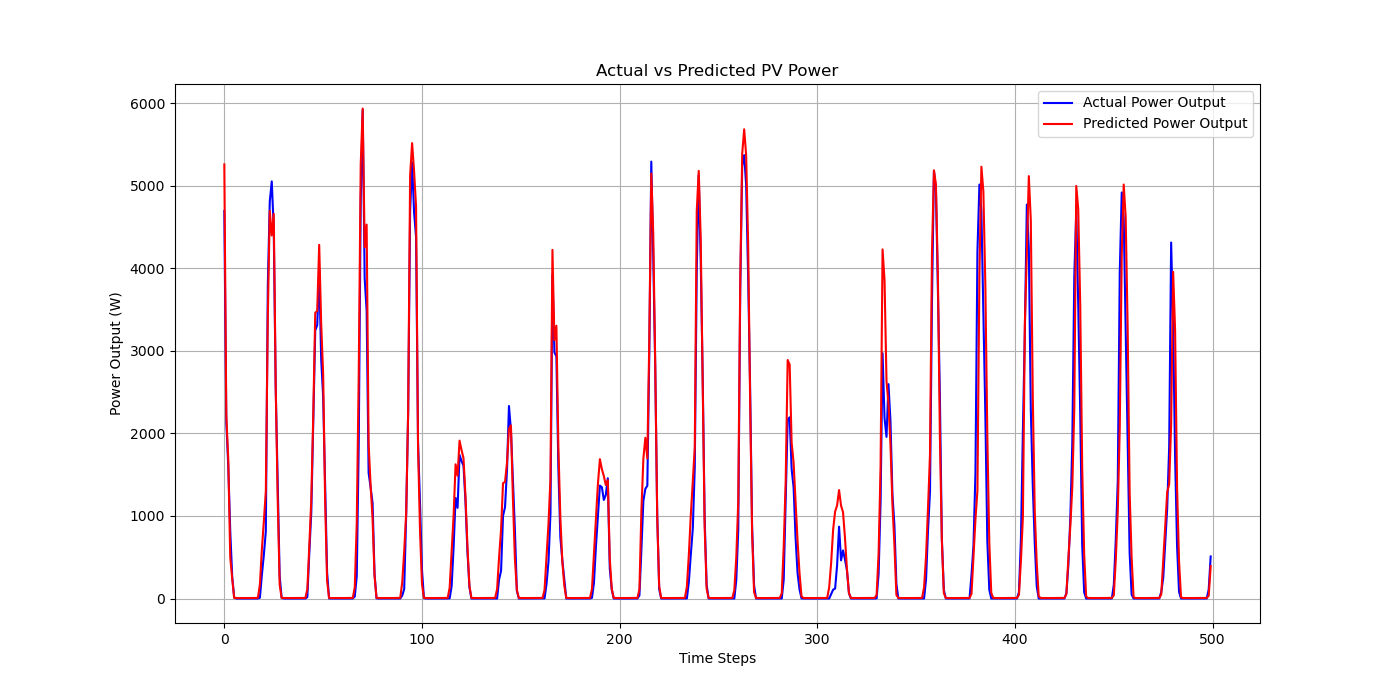 Actual vs Predicted PV Power
Actual Power Output
Predicted Power Output
6000
5000
4000
3000
2000
1000
0
Power Output (W)
0 100 200 300 400 500
Time Steps